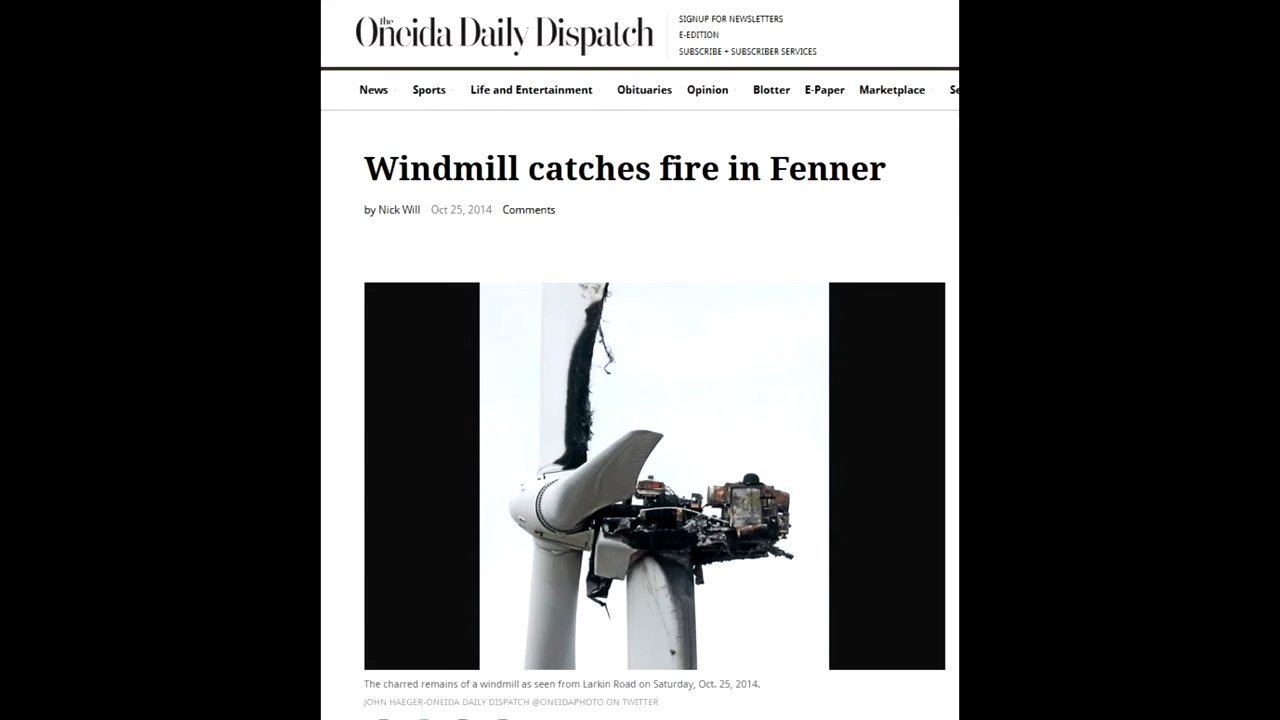 the Oneida Daily Dispatch
SIGNUP FOR NEWSLETTERS
E-EDITION
SUBSCRIBE + SUBSCRIBER SERVICES
News Sports Life and Entertainment Obituaries Opinion Blotter E-Paper Marketplace Se
Windmill catches fire in Fenner
by Nick Will Oct 25, 2014 Comments
The charred remains of a windmill as seen from Larkin Road on Saturday, Oct. 25, 2014.
JOHN HAEGER-ONEIDA DAILY DISPATCH @ONEIDAPHOTO ON TWITTER